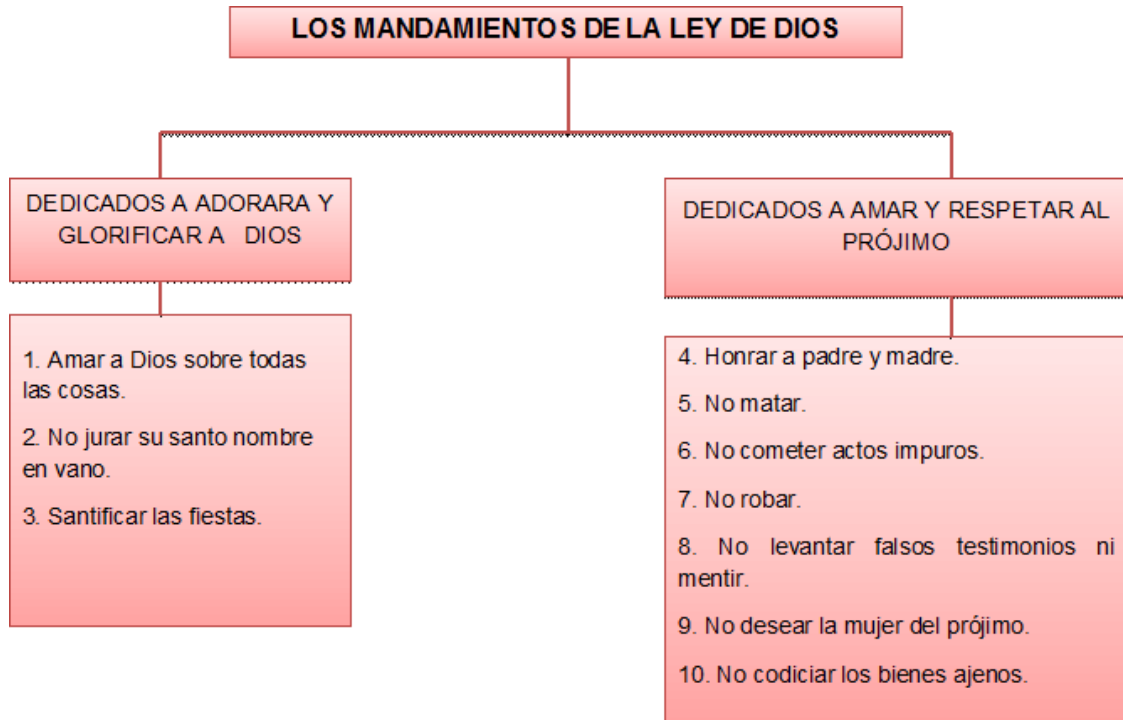 LOS MANDAMIENTOS DE LA LEY DE DIOS
DEDICADOS A ADORARA Y
GLORIFICAR A DIOS
1. Amar a Dios sobre todas
las cosas.
2. No jurar su santo nombre
en vano.
3. Santificar las fiestas.
DEDICADOS A AMAR Y RESPETAR AL
PRÓJIMO
4. Honrar a padre y madre.
5. No matar.
6. No cometer actos impuros.
7. No robar.
8. No levantar falsos testimonios ni
mentir.
9. No desear la mujer del prójimo.
10. No codiciar los bienes ajenos.